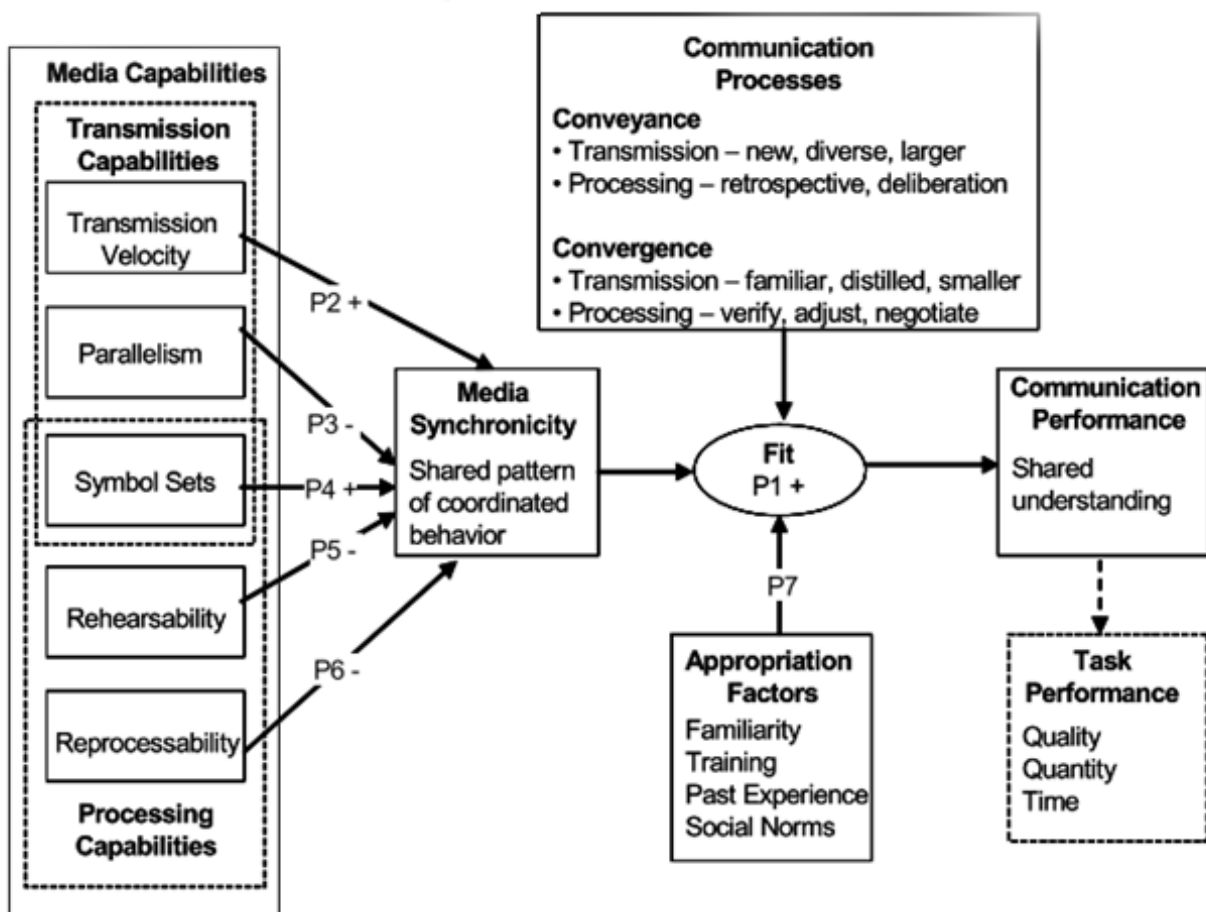 Media Capabilities
Transmission
Capabilities
Transmission
Velocity
Parallelism
Symbol Sets
Rehearsability
Reprocessability
Processing
Capabilities
P2 +
P3 -
P4 +
P5 -
P6 -
Media
Synchronicity
Shared pattern
of coordinated
behavior
Communication
Processes
Conveyance
• Transmission – new, diverse, larger
• Processing – retrospective, deliberation
Convergence
• Transmission – familiar, distilled, smaller
• Processing – verify, adjust, negotiate
Fit
P1 +
P7
Appropriation
Factors
Familiarity
Training
Past Experience
Social Norms
Communication
Performance
Shared
understanding
Task
Performance
Quality
Quantity
Time